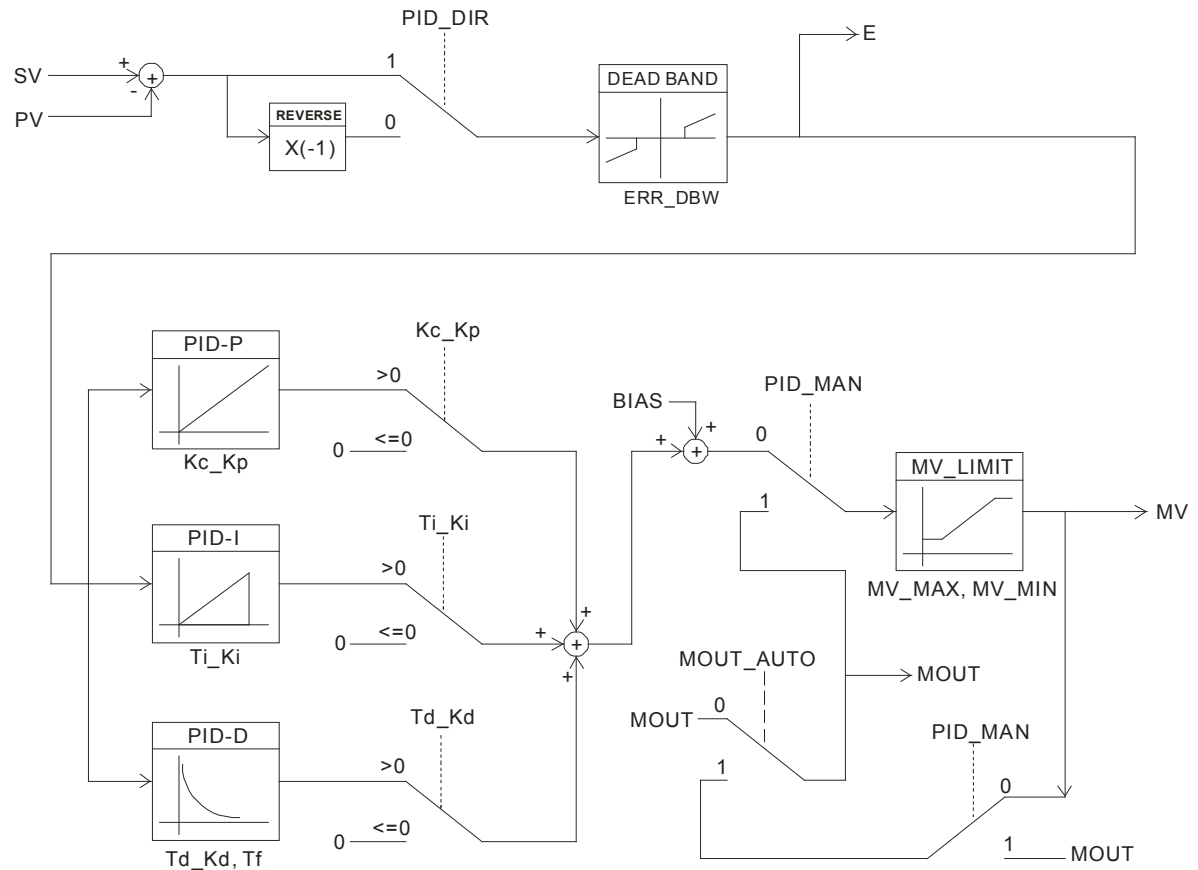 PID_DIR
SV
+
+
-
PV
1
0
REVERSE
X(-1)
DEAD BAND
ERR_DBW
E
PID-P
Kc_Kp
Kc_Kp
>0
0
<=0
PID-I
Ti_Ki
Ti_Ki
>0
0
<=0
PID-D
Td_Kd, Tf
Td_Kd
>0
0
<=0
+
+
+
+
BIAS
+
+
+
PID_MAN
0
1
MV_LIMIT
MV_MAX, MV_MIN
MV
MOUT_AUTO
MOUT
0
1
MOUT
PID_MAN
0
1
MOUT